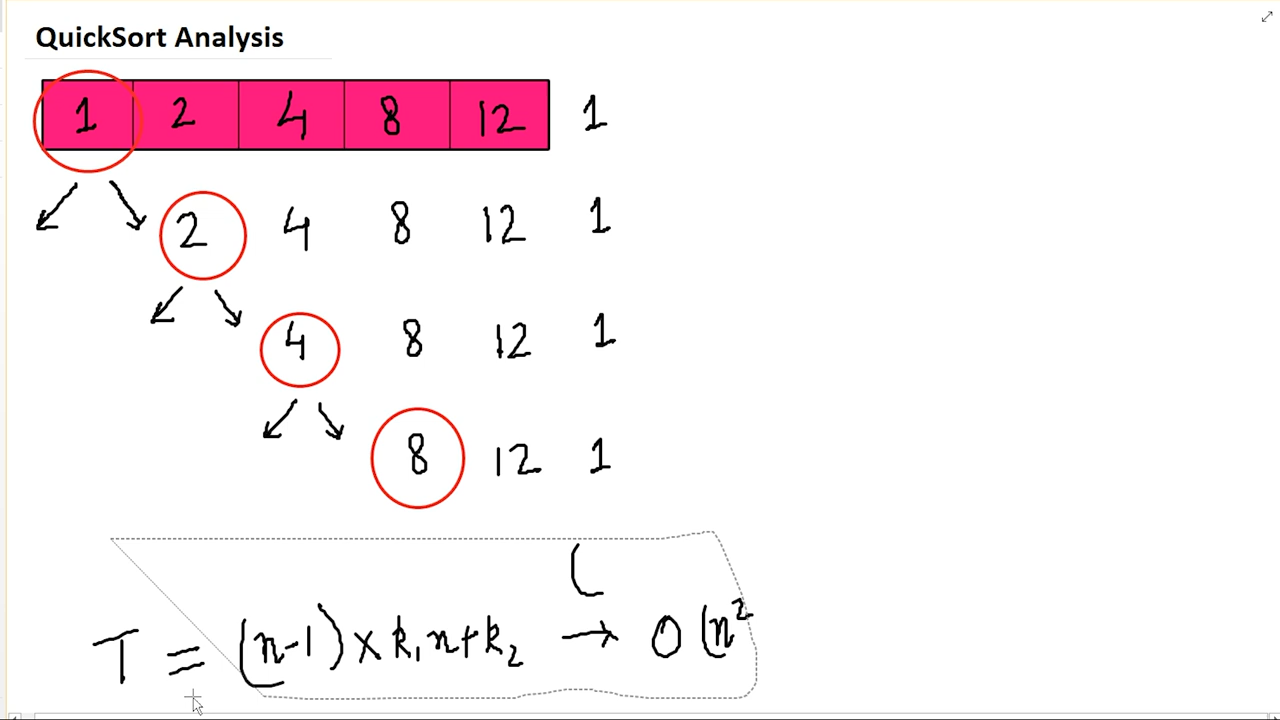 QuickSort Analysis
1 2 4 8 12 1
2 4 8 12 1
4 8 12 1
8 12 1
(
T = (n-1) × k₁n+k₂ → O(n²